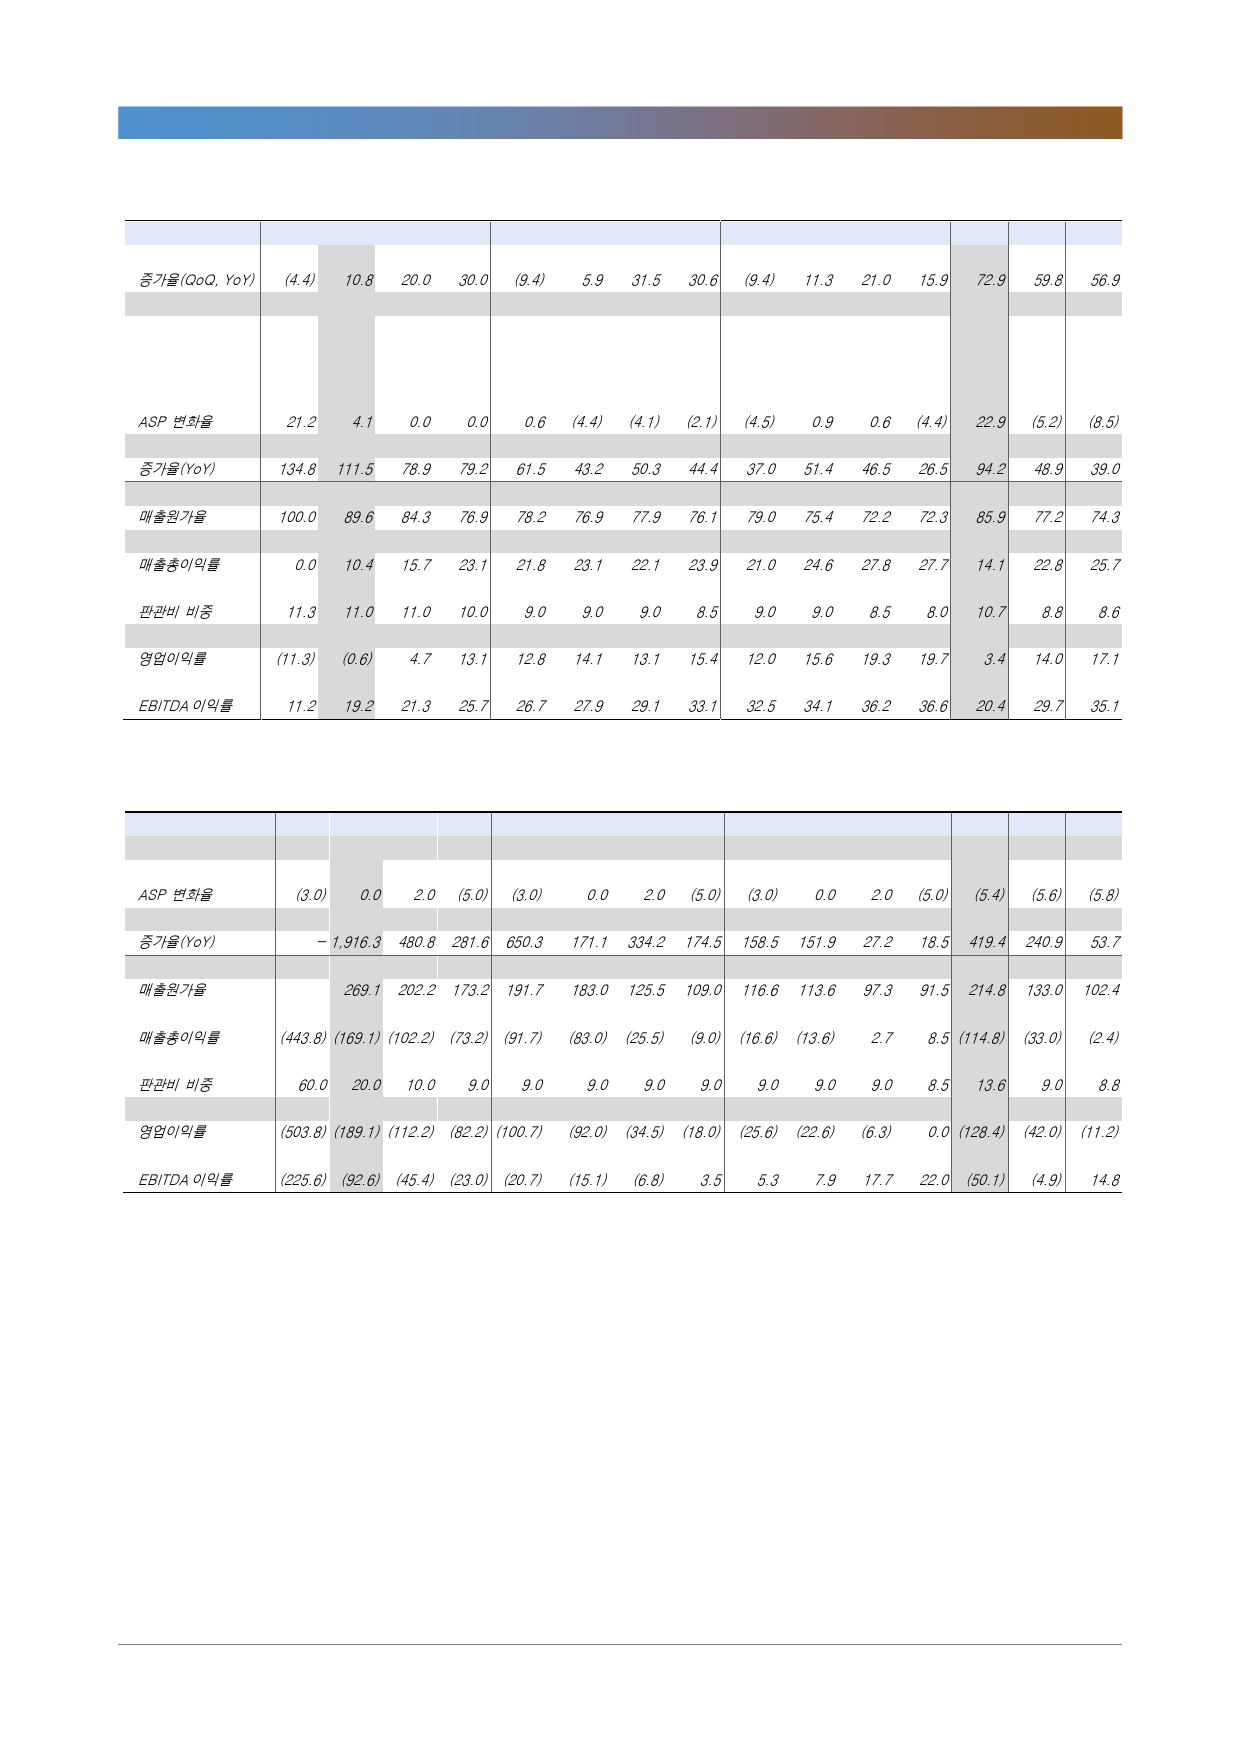 증가율(QoQ, YoY) (4.4) 10.8 20.0 30.0 (9.4) 5.9 31.5 30.6 (9.4) 11.3 21.0 15.9 72.9 59.8 56.9
ASP 변화율 21.2 4.1 0.0 0.0 0.6 (4.4) (4.1) (2.1) (4.5) 0.9 0.6 (4.4) 22.9 (5.2) (8.5)
증가율(YoY) 134.8 111.5 78.9 79.2 61.5 43.2 50.3 44.4 37.0 51.4 46.5 26.5 94.2 48.9 39.0
매출원가율 100.0 89.6 84.3 76.9 78.2 76.9 77.9 76.1 79.0 75.4 72.2 72.3 85.9 77.2 74.3
매출총이익률 0.0 10.4 15.7 23.1 21.8 23.1 22.1 23.9 21.0 24.6 27.8 27.7 14.1 22.8 25.7
판관비 비중 11.3 11.0 11.0 10.0 9.0 9.0 9.0 8.5 9.0 9.0 8.5 8.0 10.7 8.8 8.6
영업이익률 (11.3) (0.6) 4.7 13.1 12.8 14.1 13.1 15.4 12.0 15.6 19.3 19.7 3.4 14.0 17.1
EBITDA 이익률 11.2 19.2 21.3 25.7 26.7 27.9 29.1 33.1 32.5 34.1 36.2 36.6 20.4 29.7 35.1
ASP 변화율 (3.0) 0.0 2.0 (5.0) (3.0) 0.0 2.0 (5.0) (3.0) 0.0 2.0 (5.0) (5.4) (5.6) (5.8)
증가율(YoY) – 1,916.3 480.8 281.6 650.3 171.1 334.2 174.5 158.5 151.9 27.2 18.5 419.4 240.9 53.7
매출원가율 269.1 202.2 173.2 191.7 183.0 125.5 109.0 116.6 113.6 97.3 91.5 214.8 133.0 102.4
매출총이익률 (443.8) (169.1) (102.2) (73.2) (91.7) (83.0) (25.5) (9.0) (16.6) (13.6) 2.7 8.5 (114.8) (33.0) (2.4)
판관비 비중 60.0 20.0 10.0 9.0 9.0 9.0 9.0 9.0 9.0 9.0 9.0 8.5 13.6 9.0 8.8
영업이익률 (503.8) (189.1) (112.2) (82.2) (100.7) (92.0) (34.5) (18.0) (25.6) (22.6) (6.3) 0.0 (128.4) (42.0) (11.2)
EBITDA 이익률 (225.6) (92.6) (45.4) (23.0) (20.7) (15.1) (6.8) 3.5 5.3 7.9 17.7 22.0 (50.1) (4.9) 14.8